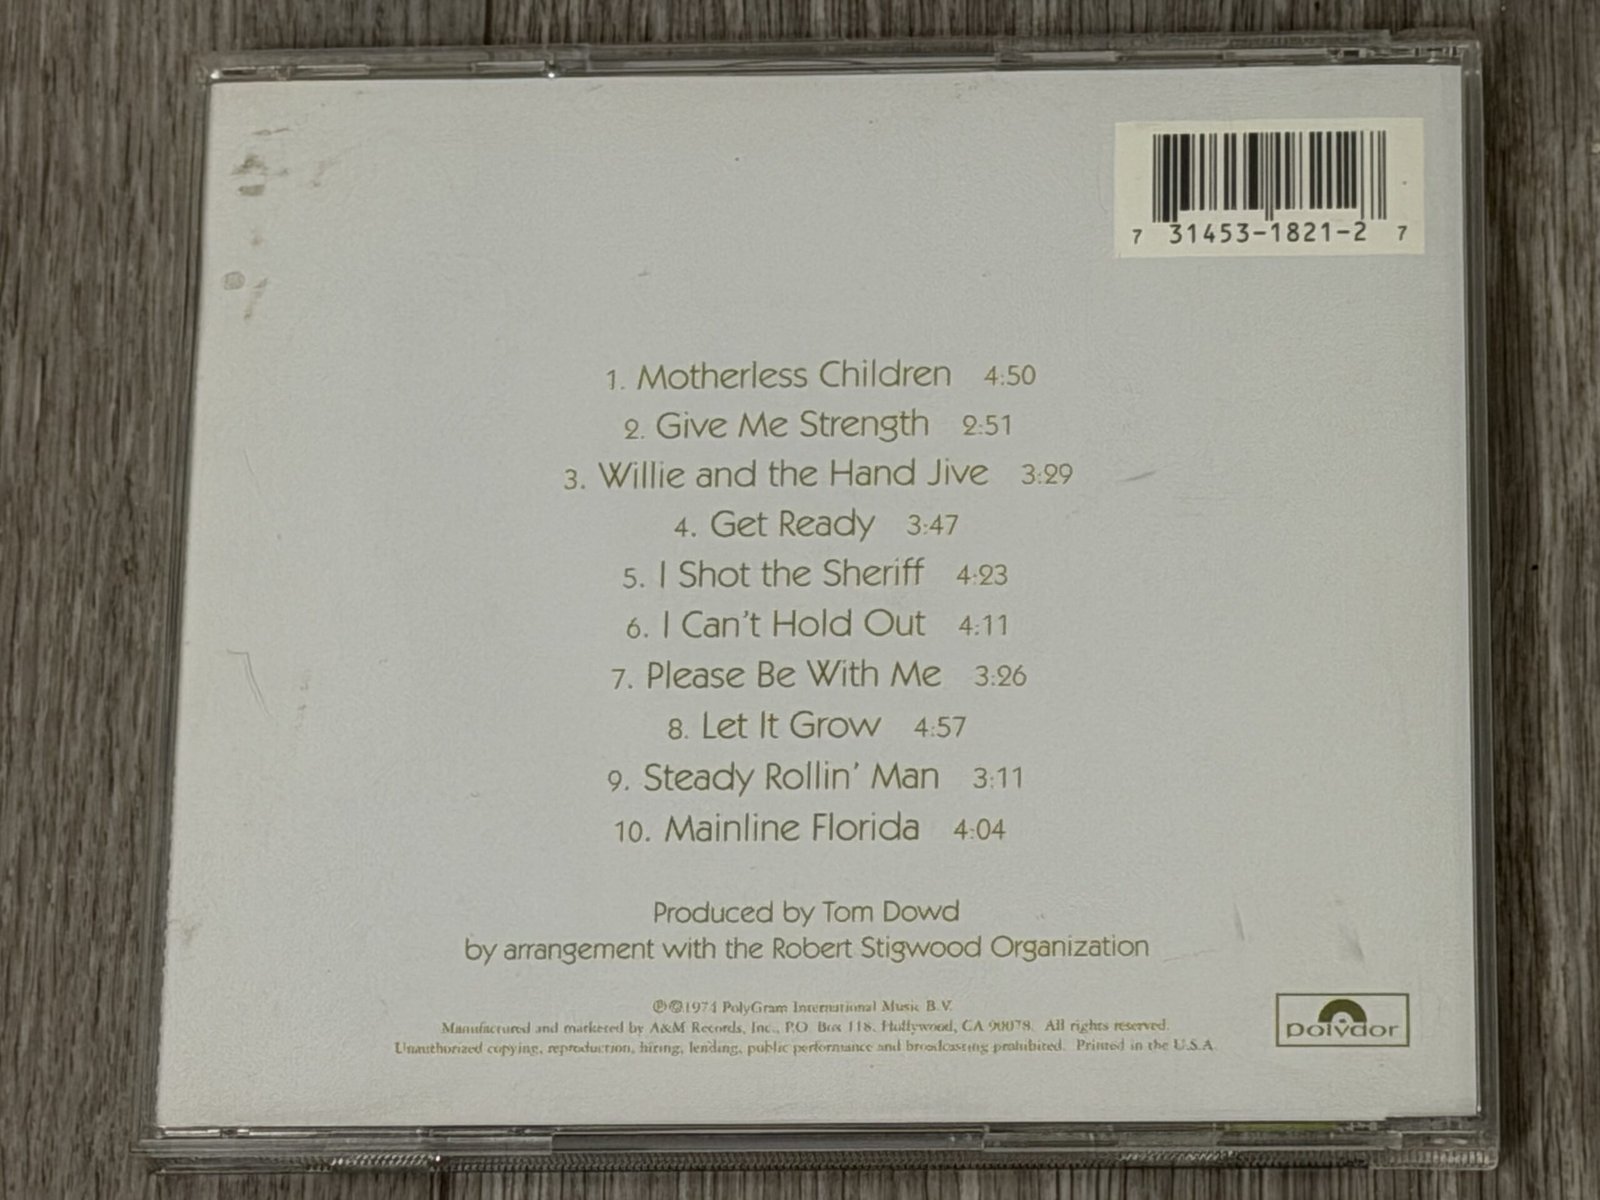 7 31453-1821-2 7
1. Motherless Children 4:50
2. Give Me Strength 2:51
3. Willie and the Hand Jive 3:29
4. Get Ready 3:47
5. I Shot the Sheriff 4:23
6. I Can't Hold Out 4:11
7. Please Be With Me 3:26
8. Let It Grow 4:57
9. Steady Rollin' Man 3:11
10. Mainline Florida 4:04
Produced by Tom Dowd
by arrangement with the Robert Stigwood Organization
℗©1974 PolyGram International Music B.V.
Manufactured and marketed by A&M Records, Inc., P.O. Box 118, Hollywood, CA 90078. All rights reserved.
Unauthorized copying, reproduction, hiring, lending, public performance and broadcasting prohibited. Printed in the U.S.A.
polydor